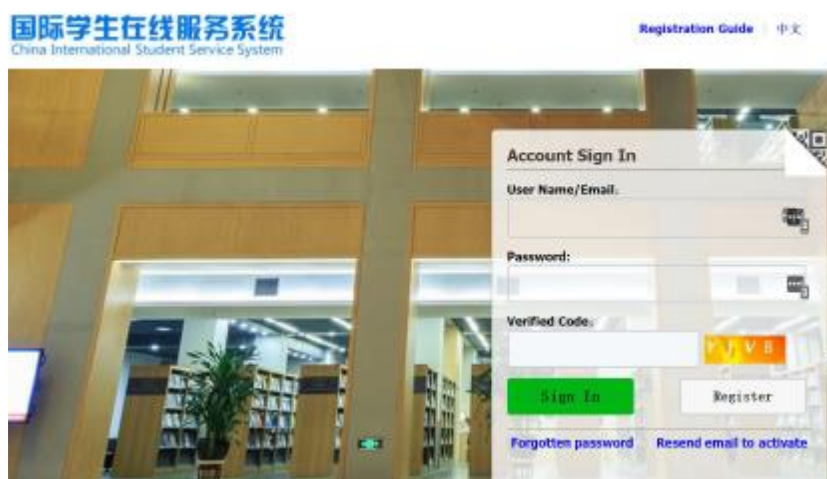 国际学生在线服务系统
China International Student Service System
Registration Guide 中文
Account Sign In
User Name/Email:
Password:
Verified Code:
Y J V B
Sign In Register
Forgotten password Resend email to activate